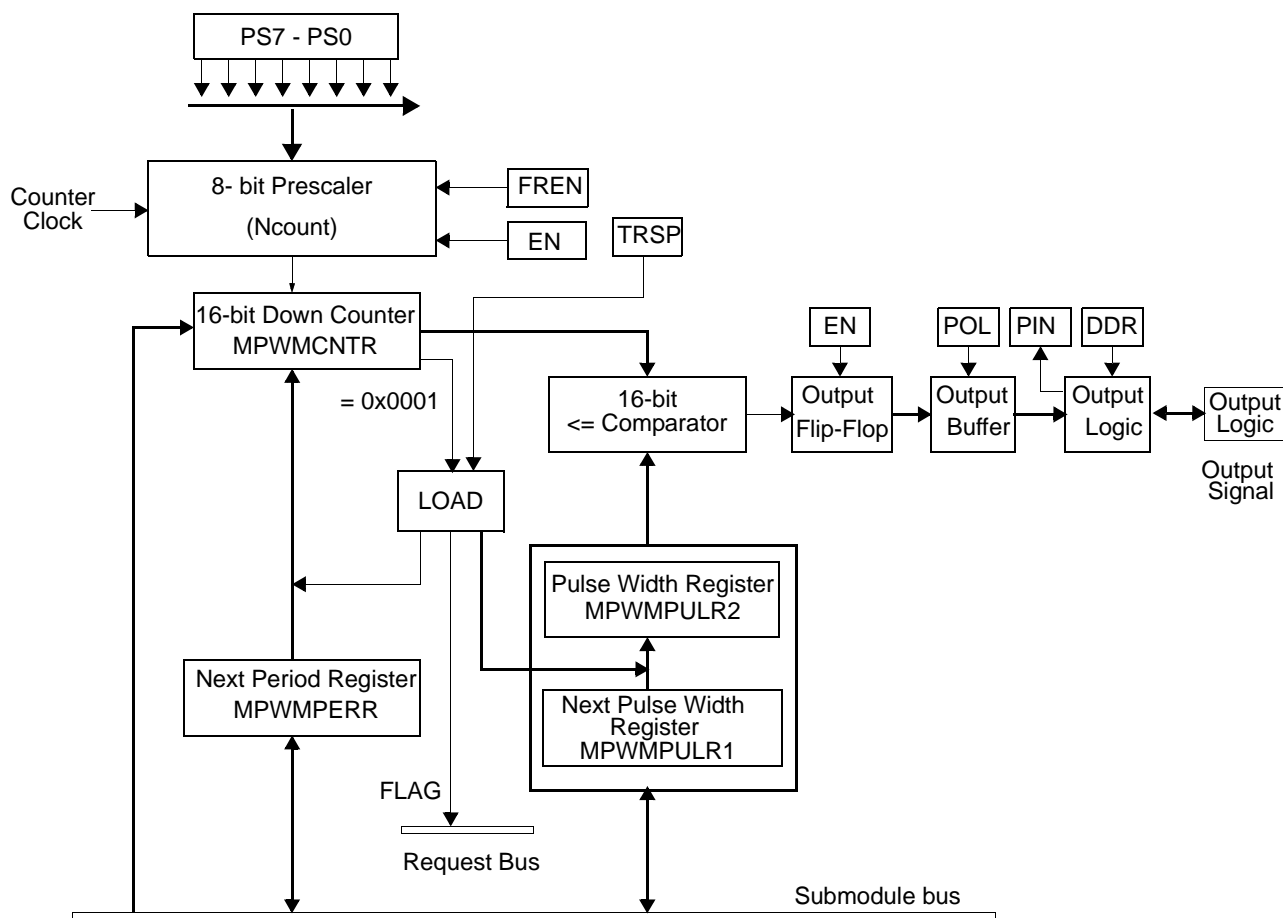 PS7 - PS0
8- bit Prescaler
(Ncount)
Counter
Clock
FREN
EN
TRSP
16-bit Down Counter
MPWMCNTR
= 0x0001
LOAD
16-bit
<= Comparator
EN
POL
PIN
DDR
Output
Flip-Flop
Output
Buffer
Output
Logic
Output
Logic
Output
Signal
Pulse Width Register
MPWMPULR2
Next Pulse Width
Register
MPWMPULR1
Next Period Register
MPWMPERR
FLAG
Request Bus
Submodule bus